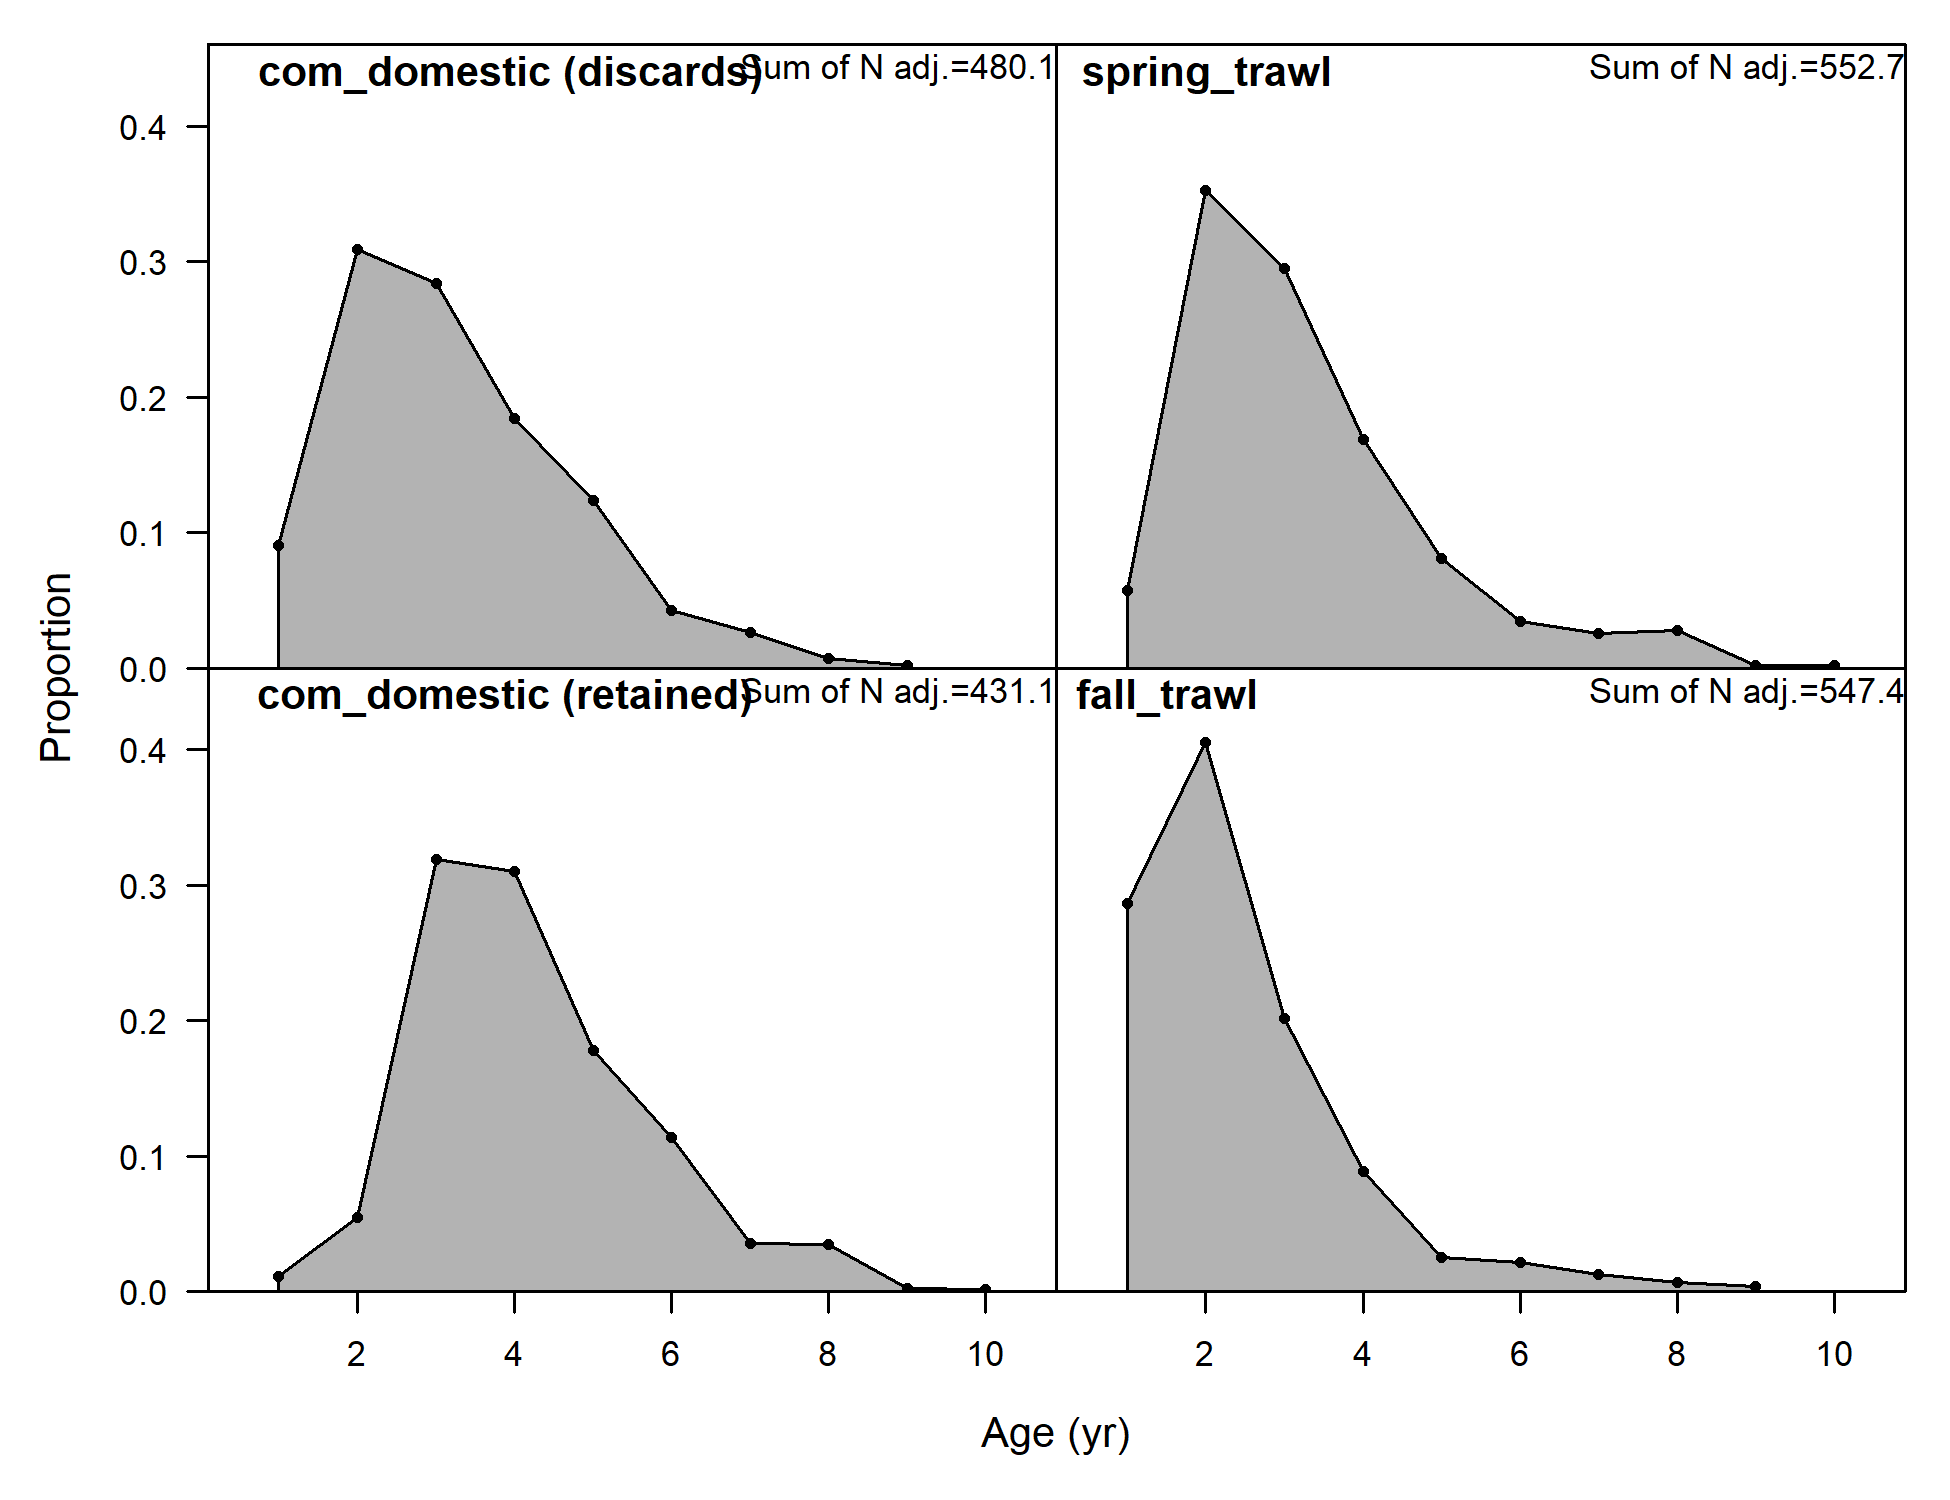 com_domestic (discards)
Sum of N adj.=480.1
spring_trawl
Sum of N adj.=552.7
0.4
0.3
0.2
0.1
0.0
com_domestic (retained)
Sum of N adj.=431.1
fall_trawl
Sum of N adj.=547.4
0.4
0.3
0.2
0.1
0.0
Proportion
2 4 6 8 10
2 4 6 8 10
Age (yr)